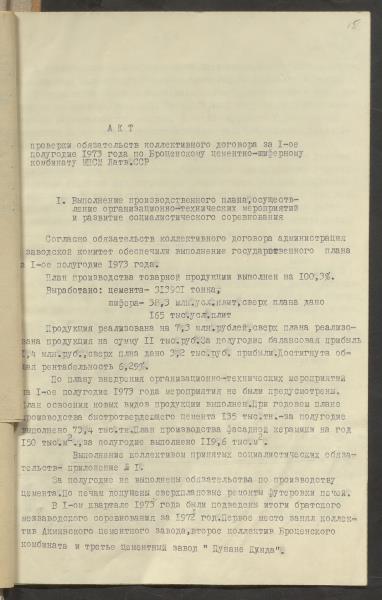 15
А К Т
проверки обязательств коллективного договора за I-ое
полугодие 1973 года по Броценскому цементно-шиферному
комбинату МПСМ Латв.ССР
I. Выполнение производственного плана,осуществ-
ление организационно-технических мероприятий
и развитие социалистического соревнования
Согласно обязательств коллективного договора администрация
заводской комитет обеспечили выполнение государственного плана
I-ое полугодие 1973 года.
План производства товарной продукции выполнен на 100,3%.
Выработано: цемента- 313901 тонна,
шифера- 38,3 млн.усл.плит,сверх плана дано
165 тыс.усл.плит
Продукция реализована на 7,3 млн.рублей,сверх плана реализо-
вана продукция на сумму II тыс.руб.За полугодие балансовая прибыль
,4 млн.руб.,сверх плана дано 3,2 тыс.руб. прибыли.Достигнута об-
щая рентабельность 6,29%.
По плану внедрения организационно-технических мероприятий
на I-ое полугодие 1973 года мероприятия не были предусмотрены.
План освоения новых видов продукции выполнен.При годовом плане
производства быстротвердеющего цемента 135 тыс.тн.-за полугодие
выполнено 73,4 тыс.тн.План производства фасадной керамики на год
150 тыс.м².,за полугодие выполнено 119,6 тыс.м².
Выполнение коллективом принятых социалистических обяза-
тельств- приложение № I.
За полугодие не выполнены обязательства по производству
цемента.По печам допущены сверхплановые ремонты футеровки печей.
В I-ом квартале 1973 года были подведены итоги братского
межзаводского соревнования за 1972 год.Первое место занял коллек-
тив Акмянского цементного завода,второе коллектив Броценского
комбината и третье цементный завод " Пунане Кунда".